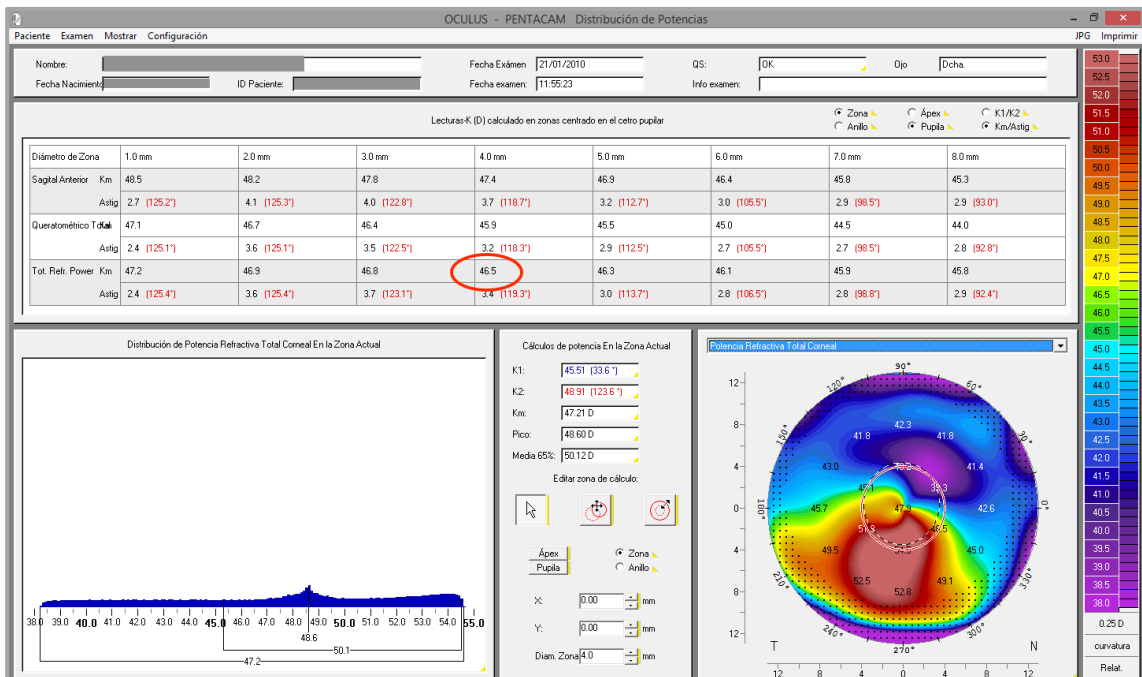 OCULUS - PENTACAM Distribución de Potencias
Paciente Examen Mostrar Configuración JPG Imprimir
Nombre: Fecha Exámen 21/01/2010 QS: OK Ojo Dcha.
Fecha Nacimiento ID Paciente: Fecha examen: 11:55:23 Info examen:
Lecturas-K (D) calculado en zonas centrado en el cetro pupilar
Zona Ápex K1/K2
Anillo Pupila Km/Astig
Diámetro de Zona 1.0 mm 2.0 mm 3.0 mm 4.0 mm 5.0 mm 6.0 mm 7.0 mm 8.0 mm
Sagital Anterior Km 48.5 48.2 47.8 47.4 46.9 46.4 45.8 45.3
Astig 2.7 (125.2°) 4.1 (125.3°) 4.0 (122.8°) 3.7 (118.7°) 3.2 (112.7°) 3.0 (105.5°) 2.9 (98.5°) 2.9 (93.0°)
Queratométrico 47.1 46.7 46.4 45.9 45.5 45.0 44.5 44.0
Astig 2.4 (125.1°) 3.6 (125.1°) 3.5 (122.5°) 3.2 (118.3°) 2.9 (112.5°) 2.7 (105.5°) 2.7 (98.5°) 2.8 (92.8°)
Tot. Refr. Power Km 47.2 46.9 46.8 46.5 46.3 46.1 45.9 45.8
Astig 2.4 (125.4°) 3.6 (125.4°) 3.7 (123.1°) 3.4 (119.3°) 3.0 (113.7°) 2.8 (106.5°) 2.8 (98.8°) 2.9 (92.4°)
Distribución de Potencia Refractiva Total Corneal En la Zona Actual
38.0 39.0 40.0 41.0 42.0 43.0 44.0 45.0 46.0 47.0 48.0 49.0 50.0 51.0 52.0 53.0 54.0 55.0
48.6
50.1
47.2
Cálculos de potencia En la Zona Actual
K1: 45.51 (33.6 °)
K2: 48.91 (123.6 °)
Km: 47.21 D
Pico: 48.60 D
Media 65%: 50.12 D
Editar zona de cálculo:
Ápex Zona
Pupila Anillo
X: 0.00 mm
Y: 0.00 mm
Diam. Zona 4.0 mm
Potencia Refractiva Total Corneal
90°
120° 60°
12
42.3
8
41.8 41.8
150° 30°
4
43.0 41.4
180° 0 45.7 47.9 42.6 0°
4
49.5 45.0
210° 330°
52.5 49.1
8 52.8
240° 300°
12
270°
T N
12 8 4 0 4 8 12
53.0
52.5
52.0
51.5
51.0
50.5
50.0
49.5
49.0
48.5
48.0
47.5
47.0
46.5
46.0
45.5
45.0
44.5
44.0
43.5
43.0
42.5
42.0
41.5
41.0
40.5
40.0
39.5
39.0
38.5
38.0
0.25 D
curvatura
Relat.